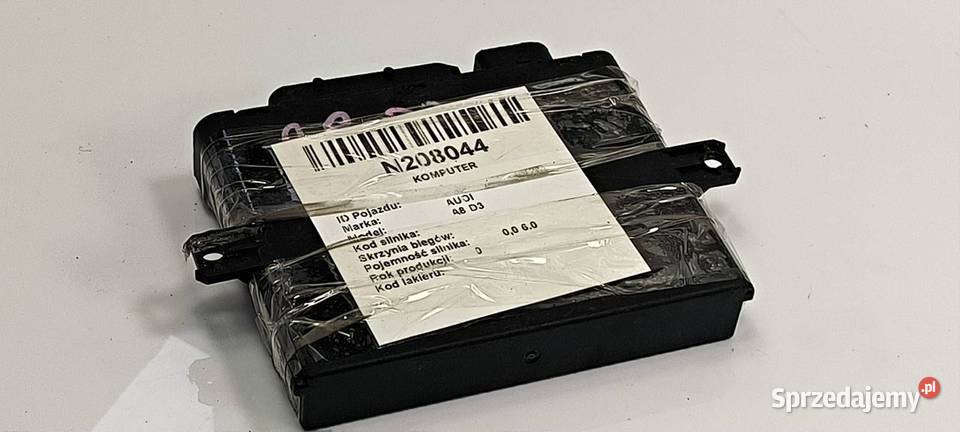 N208044
KOMPUTER
ID Pojazdu:
Marka: AUDI
Model: A8 D3
Kod silnika:
Skrzynia biegów:
Pojemność silnika: 0,0 6.0
Rok produkcji: 0
Kod lakieru:
Sprzedajemy.pl